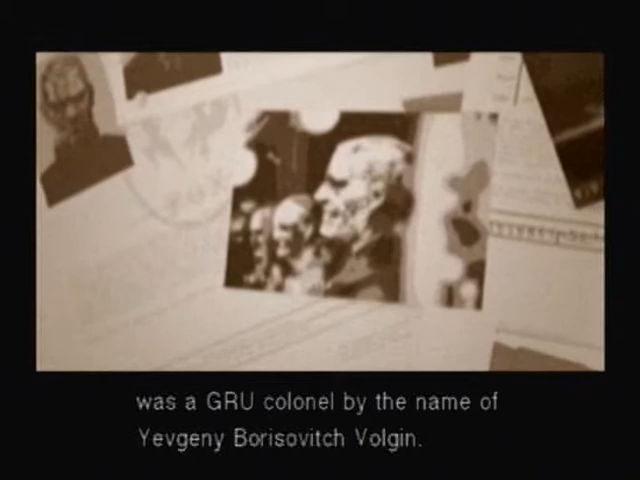 was a GRU colonel by the name of
Yevgeny Borisovitch Volgin.